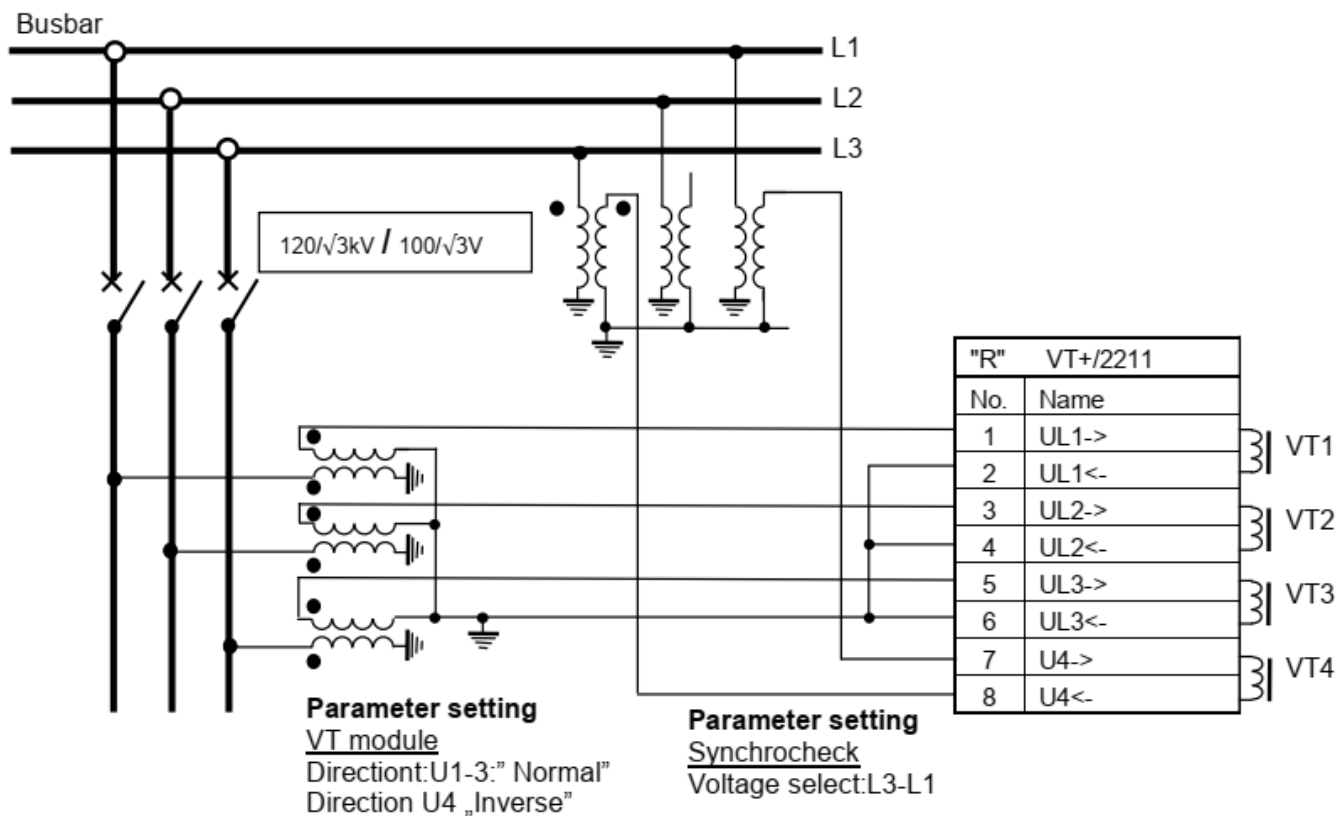 Busbar
L1
L2
L3
120/√3kV / 100/√3V
"R" VT+/2211
No. Name
1 UL1->
2 UL1<-
VT1
3 UL2->
4 UL2<-
VT2
5 UL3->
6 UL3<-
VT3
7 U4->
8 U4<-
VT4
Parameter setting
VT module
Directiont:U1-3:” Normal”
Direction U4 „Inverse”
Parameter setting
Synchrocheck
Voltage select:L3-L1